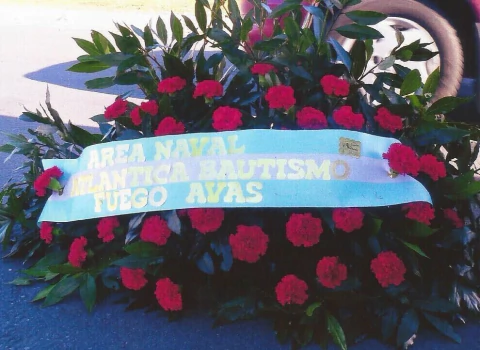 AREA NAVAL
ATLANTICA BAUTISMO
FUEGO AVAS